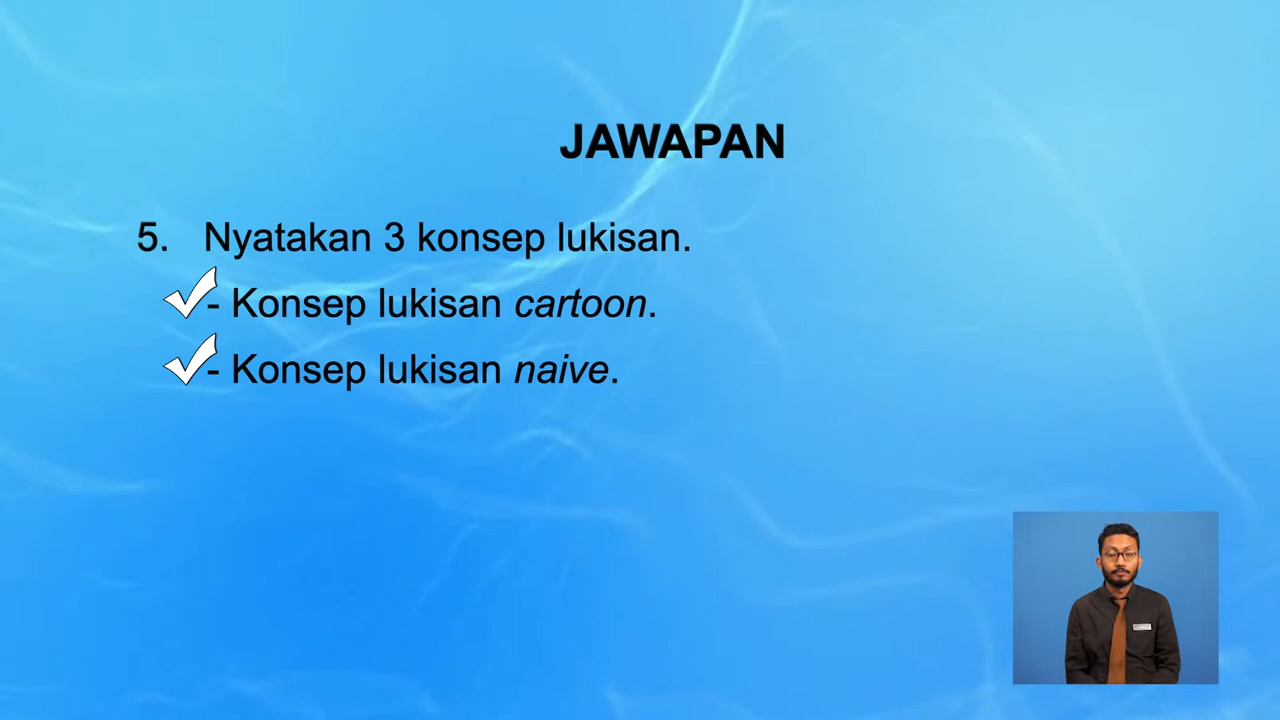 JAWAPAN
5. Nyatakan 3 konsep lukisan.
- Konsep lukisan cartoon.
- Konsep lukisan naive.